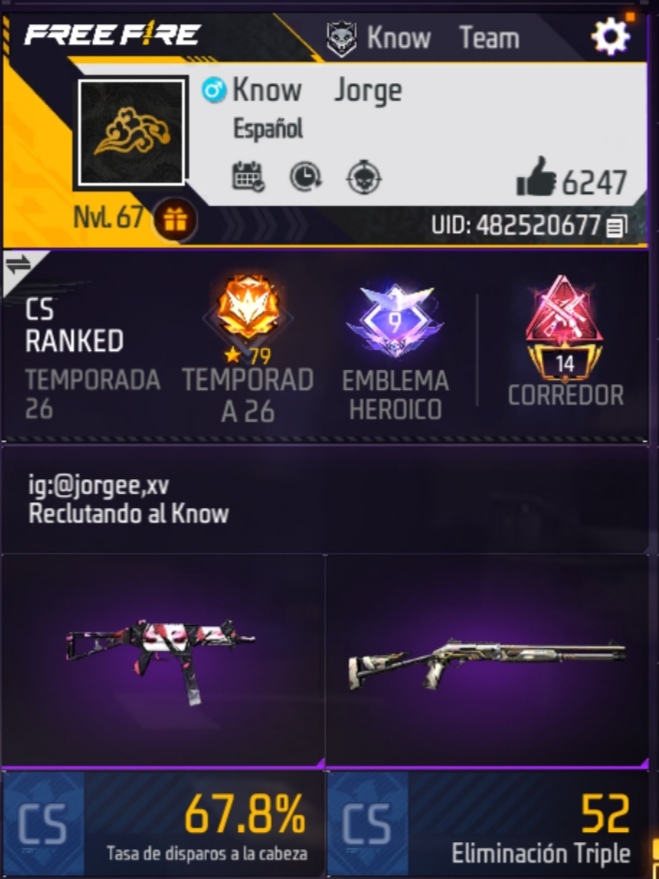 FREE FIRE
Know Team
Know Jorge
Español
6247
Nvl. 67
UID: 482520677
CS
RANKED
TEMPORADA
26
79
TEMPORAD
A 26
9
EMBLEMA
HEROICO
14
CORREDOR
ig:@jorgee,xv
Reclutando al Know
CS
67.8%
Tasa de disparos a la cabeza
CS
52
Eliminación Triple